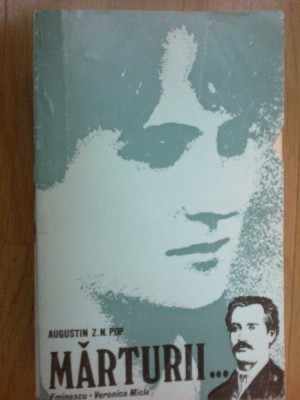 AUGUSTIN Z.N. POP
MĂRTURII...
Eminescu • Veronica Micle